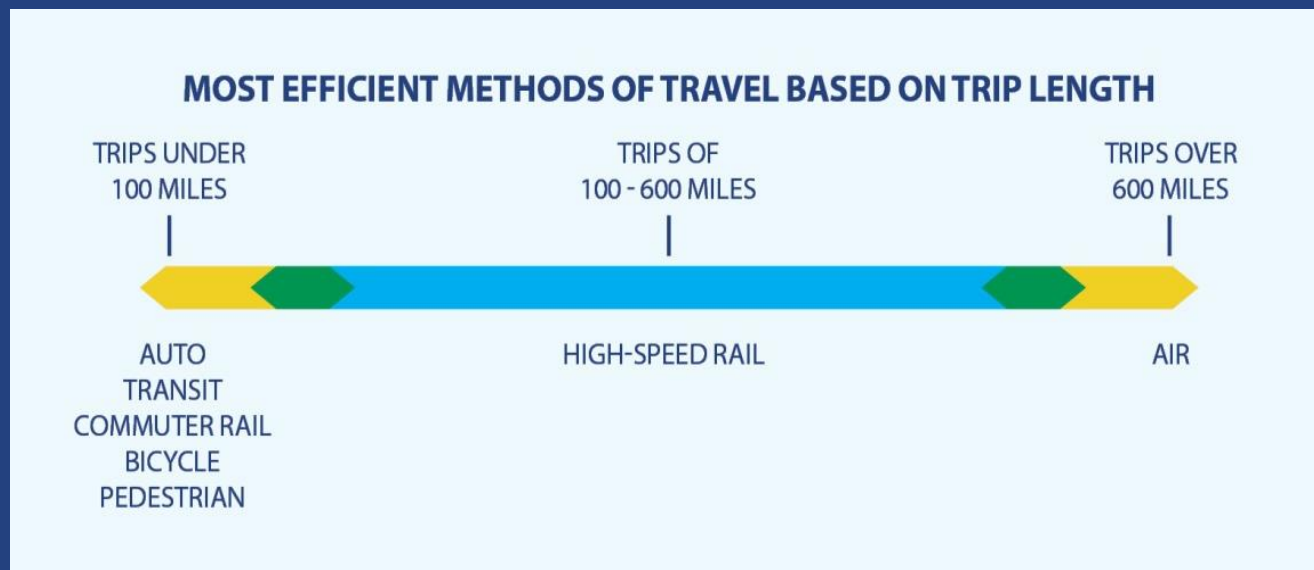 MOST EFFICIENT METHODS OF TRAVEL BASED ON TRIP LENGTH
TRIPS UNDER
100 MILES
TRIPS OF
100 - 600 MILES
TRIPS OVER
600 MILES
AUTO
TRANSIT
COMMUTER RAIL
BICYCLE
PEDESTRIAN
HIGH-SPEED RAIL
AIR